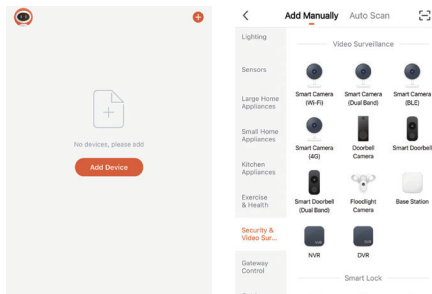 No devices, please add
Add Device
Add Manually Auto Scan
Lighting
Sensors
Large Home
Appliances
Small Home
Appliances
Kitchen
Appliances
Exercise
& Health
Security &
Video Sur...
Gateway
Control
Video Surveillance
Smart Camera
(Wi-Fi)
Smart Camera
(Dual Band)
Smart Camera
(BLE)
Smart Camera
(4G)
Doorbell
Camera
Smart Doorbell
Smart Doorbell
(Dual Band)
Floodlight
Camera
Base Station
NVR
DVR
Smart Lock